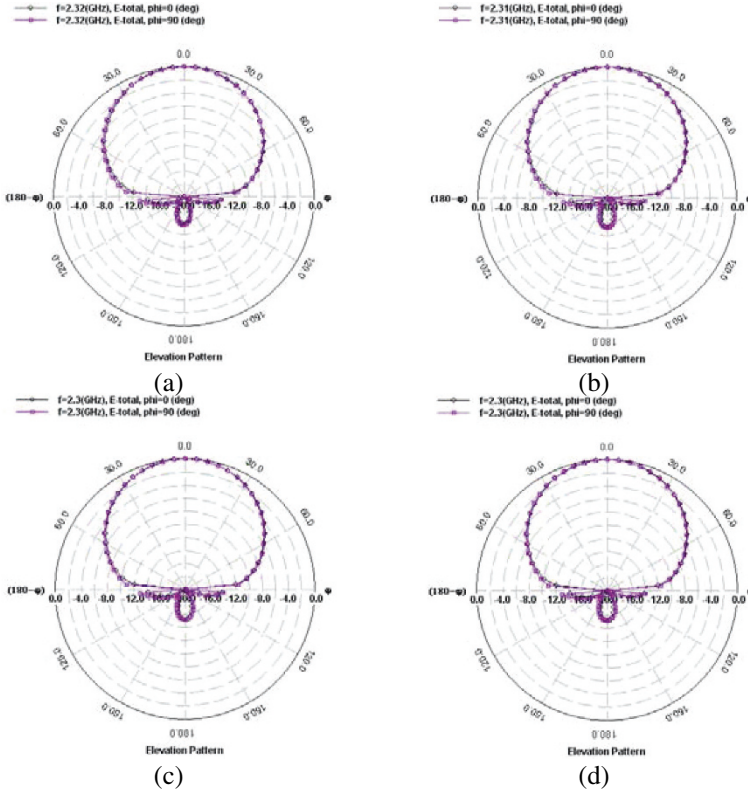 f=2.32(GHz), E-total, phi=0 (deg)
f=2.32(GHz), E-total, phi=90 (deg)
0.0
30.0 30.0
60.0 60.0
(180-φ) φ
0.0 -4.0 -8.0 -12.0 -16.0 -16.0 -12.0 -8.0 -4.0 0.0
120.0 120.0
180.0
Elevation Pattern
(a)
f=2.31(GHz), E-total, phi=0 (deg)
f=2.31(GHz), E-total, phi=90 (deg)
0.0
30.0 30.0
60.0 60.0
(180-φ)
0.0 -4.0 -8.0 -12.0 -16.0 -12.0 -8.0 -4.0 0.0
120.0 120.0
180.0
Elevation Pattern
(b)
f=2.3(GHz), E-total, phi=0 (deg)
f=2.3(GHz), E-total, phi=90 (deg)
0.0
30.0 30.0
60.0 60.0
(180-φ) φ
0.0 -4.0 -8.0 -12.0 -16.0 -12.0 -8.0 -4.0 0.0
120.0 120.0
180.0
Elevation Pattern
(c)
f=2.3(GHz), E-total, phi=0 (deg)
f=2.3(GHz), E-total, phi=90 (deg)
0.0
30.0 30.0
60.0 60.0
(180-φ)
0.0 -4.0 -8.0 -12.0 -16.0 -12.0 -8.0 -4.0 0.0
120.0 120.0
180.0
Elevation Pattern
(d)